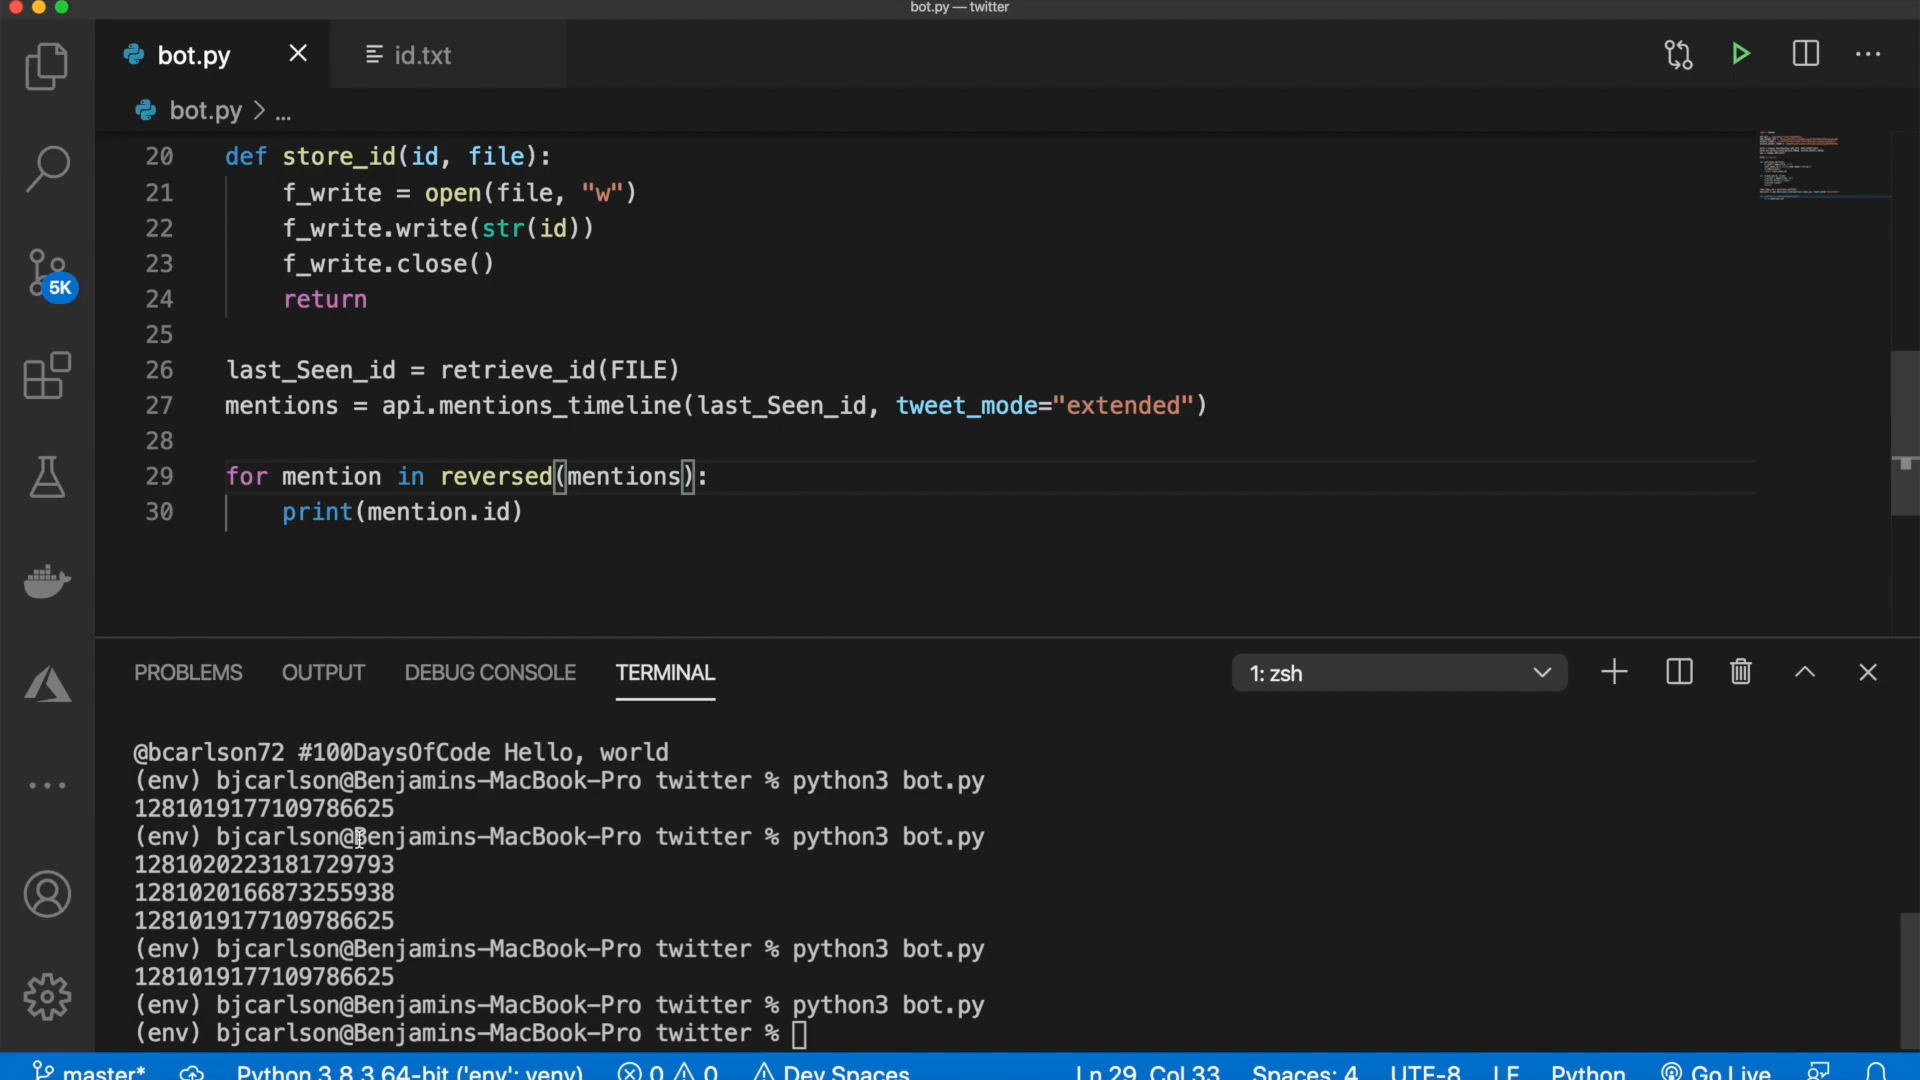 bot.py — twitter
bot.py
id.txt
bot.py > ...
20 def store_id(id, file):
21 f_write = open(file, "w")
22 f_write.write(str(id))
23 f_write.close()
24 return
25
26 last_Seen_id = retrieve_id(FILE)
27 mentions = api.mentions_timeline(last_Seen_id, tweet_mode="extended")
28
29 for mention in reversed(mentions):
30 print(mention.id)
5K
PROBLEMS OUTPUT DEBUG CONSOLE TERMINAL 1: zsh
@bcarlson72 #100DaysOfCode Hello, world
(env) bjcarlson@Benjamins-MacBook-Pro twitter % python3 bot.py
1281019177109786625
(env) bjcarlson@Benjamins-MacBook-Pro twitter % python3 bot.py
1281020223181729793
1281020166873255938
1281019177109786625
(env) bjcarlson@Benjamins-MacBook-Pro twitter % python3 bot.py
1281019177109786625
(env) bjcarlson@Benjamins-MacBook-Pro twitter % python3 bot.py
(env) bjcarlson@Benjamins-MacBook-Pro twitter %
master* Python 3.8.3 64-bit ('env': venv) 0 0 Dev Spaces Ln 29, Col 33 Spaces: 4 UTF-8 LF Python Go Live